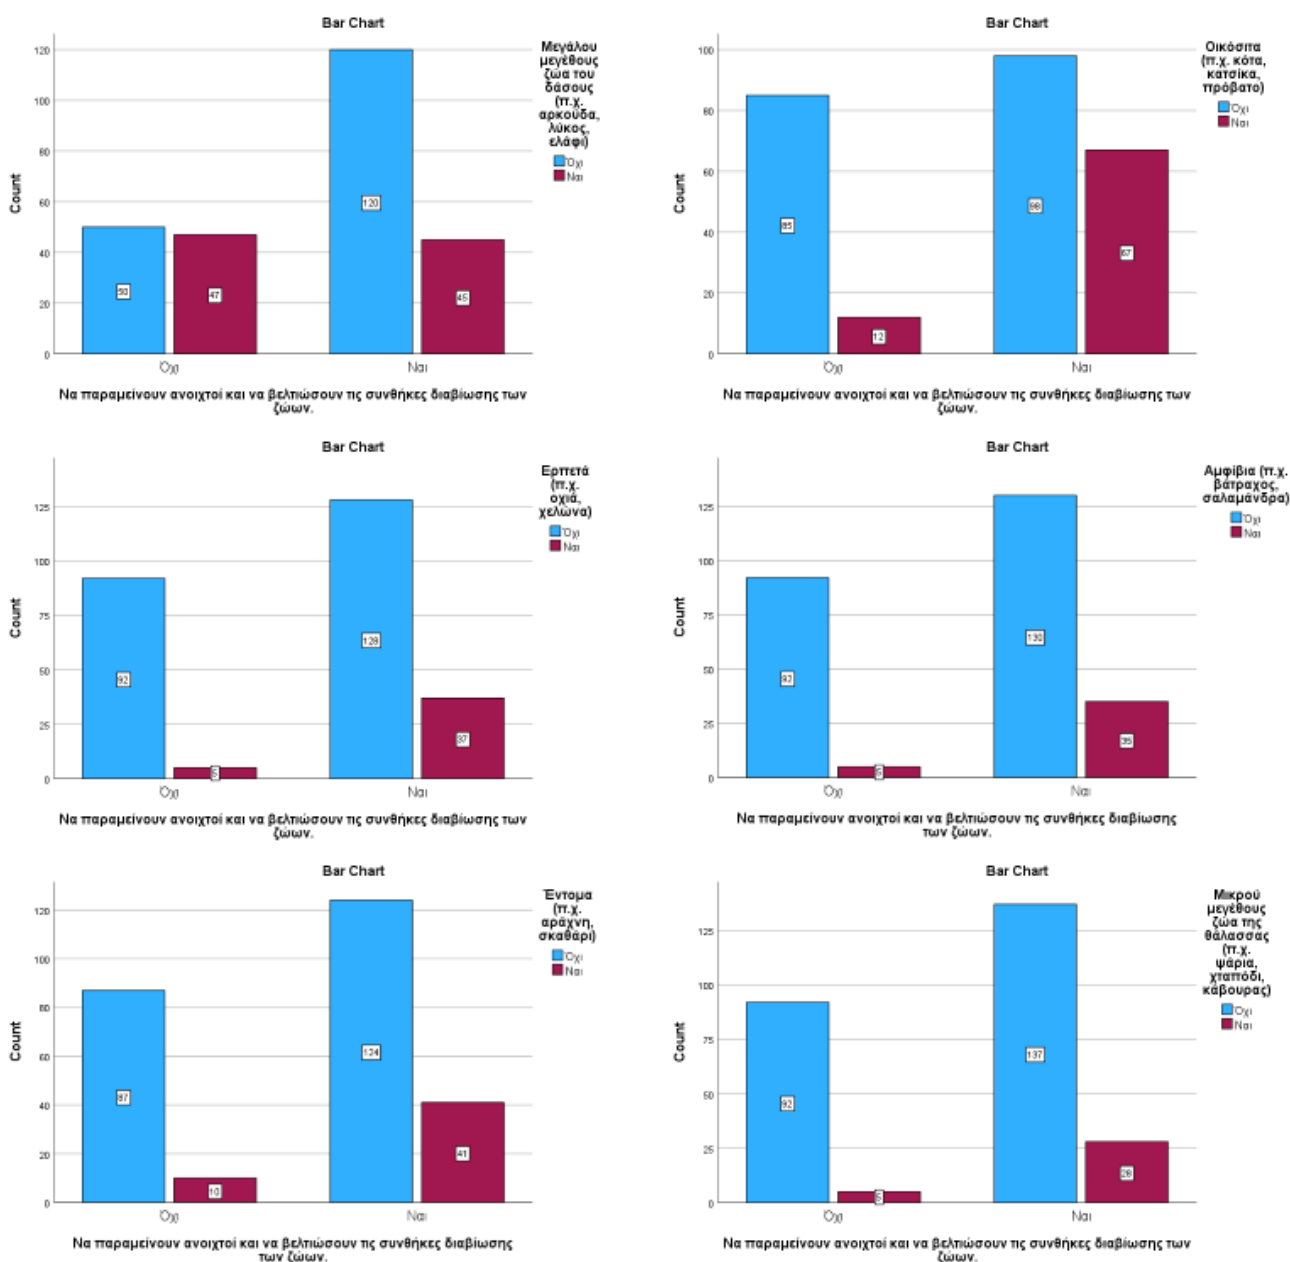 Bar Chart
Count
120
100
80
60
40
20
0
50
47
120
45
Όχι
Ναι
Να παραμείνουν ανοιχτοί και να βελτιώσουν τις συνθήκες διαβίωσης των
ζώων.
Μεγάλου
μεγέθους
ζώα του
δάσους
(π.χ.
αρκούδα,
λύκος,
ελάφι)
Όχι
Ναι
Bar Chart
Count
100
80
60
40
20
0
85
12
98
67
Όχι
Ναι
Να παραμείνουν ανοιχτοί και να βελτιώσουν τις συνθήκες διαβίωσης των
ζώων.
Οικόσιτα
(π.χ. κότα,
κατσίκα,
πρόβατο)
Όχι
Ναι
Bar Chart
Count
125
100
75
50
25
0
92
5
128
37
Όχι
Ναι
Να παραμείνουν ανοιχτοί και να βελτιώσουν τις συνθήκες διαβίωσης των
ζώων.
Ερπετά
(π.χ.
οχιά,
χελώνα)
Όχι
Ναι
Bar Chart
Count
125
100
75
50
25
0
92
5
130
35
Όχι
Ναι
Να παραμείνουν ανοιχτοί και να βελτιώσουν τις συνθήκες διαβίωσης
των ζώων.
Αμφίβια (π.χ.
βάτραχος,
σαλαμάνδρα)
Όχι
Ναι
Bar Chart
Count
120
100
80
60
40
20
0
87
10
124
41
Όχι
Ναι
Να παραμείνουν ανοιχτοί και να βελτιώσουν τις συνθήκες διαβίωσης
των ζώων.
Έντομα
(π.χ.
αράχνη,
σκαθάρι)
Όχι
Ναι
Bar Chart
Count
125
100
75
50
25
0
92
5
137
28
Όχι
Ναι
Να παραμείνουν ανοιχτοί και να βελτιώσουν τις συνθήκες διαβίωσης των
ζώων.
Μικρού
μεγέθους
ζώα της
θάλασσας
(π.χ.
ψάρια,
χταπόδι,
κάβουρας)
Όχι
Ναι